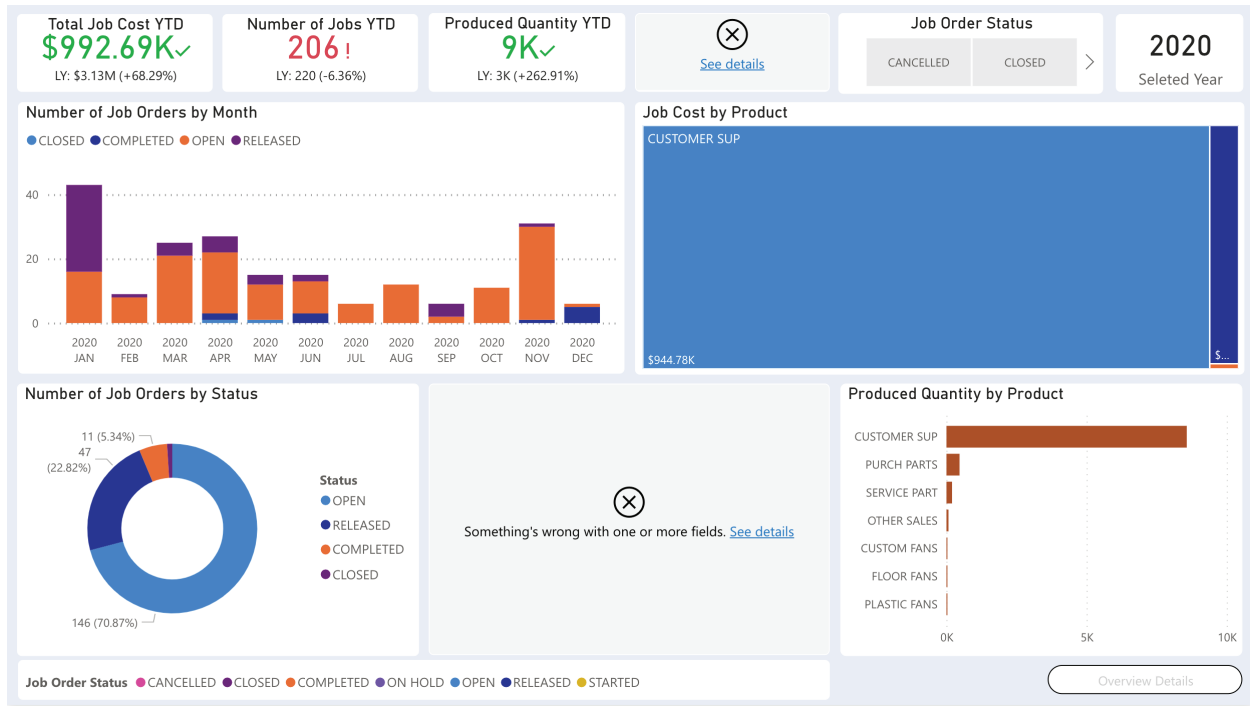 Total Job Cost YTD
$992.69K
LY: $3.13M (+68.29%)
Number of Jobs YTD
206!
LY: 220 (-6.36%)
Produced Quantity YTD
9K
LY: 3K (+262.91%)
See details
Job Order Status
CANCELLED
CLOSED
2020
Seleted Year
Number of Job Orders by Month
CLOSED COMPLETED OPEN RELEASED
40
20
0
2020 2020 2020 2020 2020 2020 2020 2020 2020 2020 2020 2020
JAN FEB MAR APR MAY JUN JUL AUG SEP OCT NOV DEC
Job Cost by Product
CUSTOMER SUP
$944.78K
$...
Number of Job Orders by Status
11 (5.34%)
47
(22.82%)
146 (70.87%)
Status
OPEN
RELEASED
COMPLETED
CLOSED
Something's wrong with one or more fields. See details
Produced Quantity by Product
CUSTOMER SUP
PURCH PARTS
SERVICE PART
OTHER SALES
CUSTOM FANS
FLOOR FANS
PLASTIC FANS
0K 5K 10K
Job Order Status CANCELLED CLOSED COMPLETED ON HOLD OPEN RELEASED STARTED
Overview Details